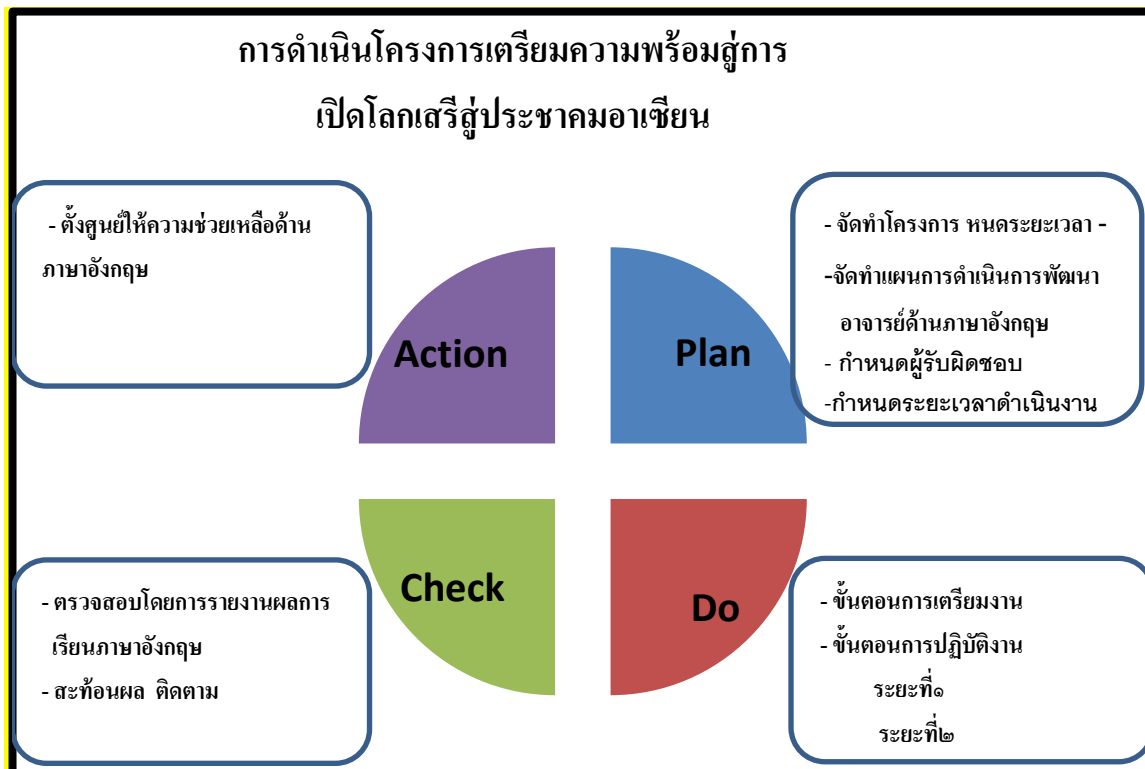 การดำเนินโครงการเตรียมความพร้อมสู่การ
เปิดโลกเสรีสู่ประชาคมอาเซียน
- ตั้งศูนย์ให้ความช่วยเหลือด้าน
ภาษาอังกฤษ
Action
Plan
- จัดทำโครงการ หนดระยะเวลา -
-จัดทำแผนการดำเนินการพัฒนา
อาจารย์ด้านภาษาอังกฤษ
- กำหนดผู้รับผิดชอบ
-กำหนดระยะเวลาดำเนินงาน
Check
Do
- ตรวจสอบโดยการรายงานผลการ
เรียนภาษาอังกฤษ
- สะท้อนผล ติดตาม
- ขั้นตอนการเตรียมงาน
- ขั้นตอนการปฏิบัติงาน
ระยะที่๑
ระยะที่๒